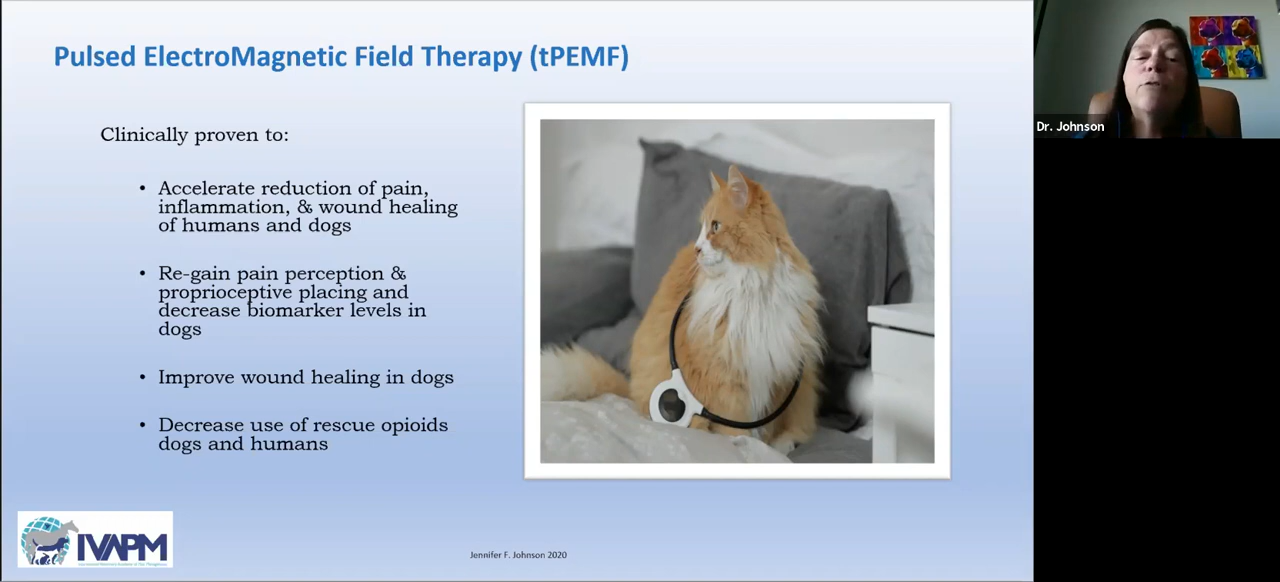 Pulsed ElectroMagnetic Field Therapy (tPEMF)
Dr. Johnson
Clinically proven to:
• Accelerate reduction of pain,
inflammation, & wound healing
of humans and dogs
• Re-gain pain perception &
proprioceptive placing and
decrease biomarker levels in
dogs
• Improve wound healing in dogs
• Decrease use of rescue opioids
dogs and humans
IVAPM
Jennifer F. Johnson 2020